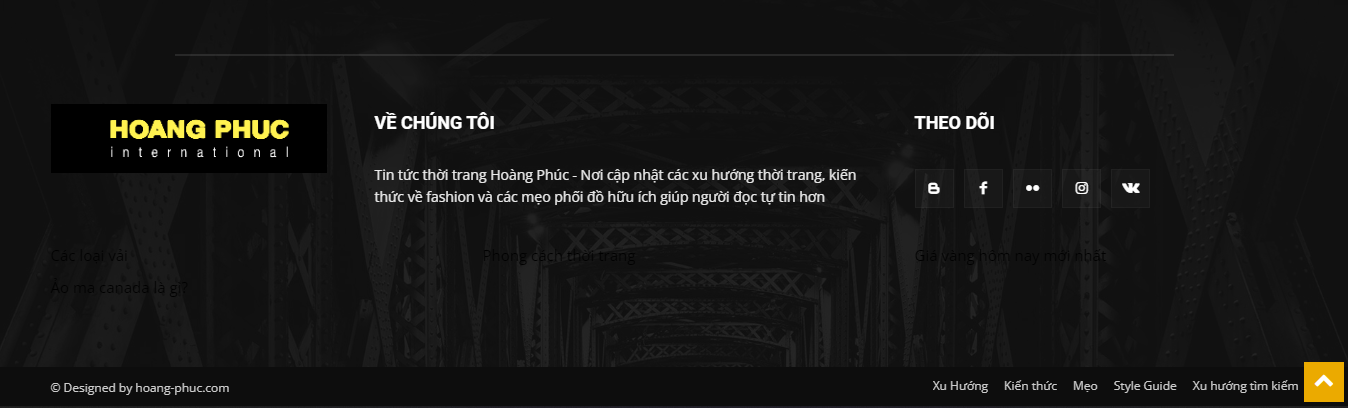 HOANG PHUC
international
VỀ CHÚNG TÔI
Tin tức thời trang Hoàng Phúc - Nơi cập nhật các xu hướng thời trang, kiến
thức về fashion và các mẹo phối đồ hữu ích giúp người đọc tự tin hơn
THEO DÕI
Các loại vải
Phong cách thời trang
Giá vàng hôm nay mới nhất
Áo mã canada là gì?
© Designed by hoang-phuc.com
Xu Hướng Kiến thức Mẹo Style Guide Xu hướng tìm kiếm